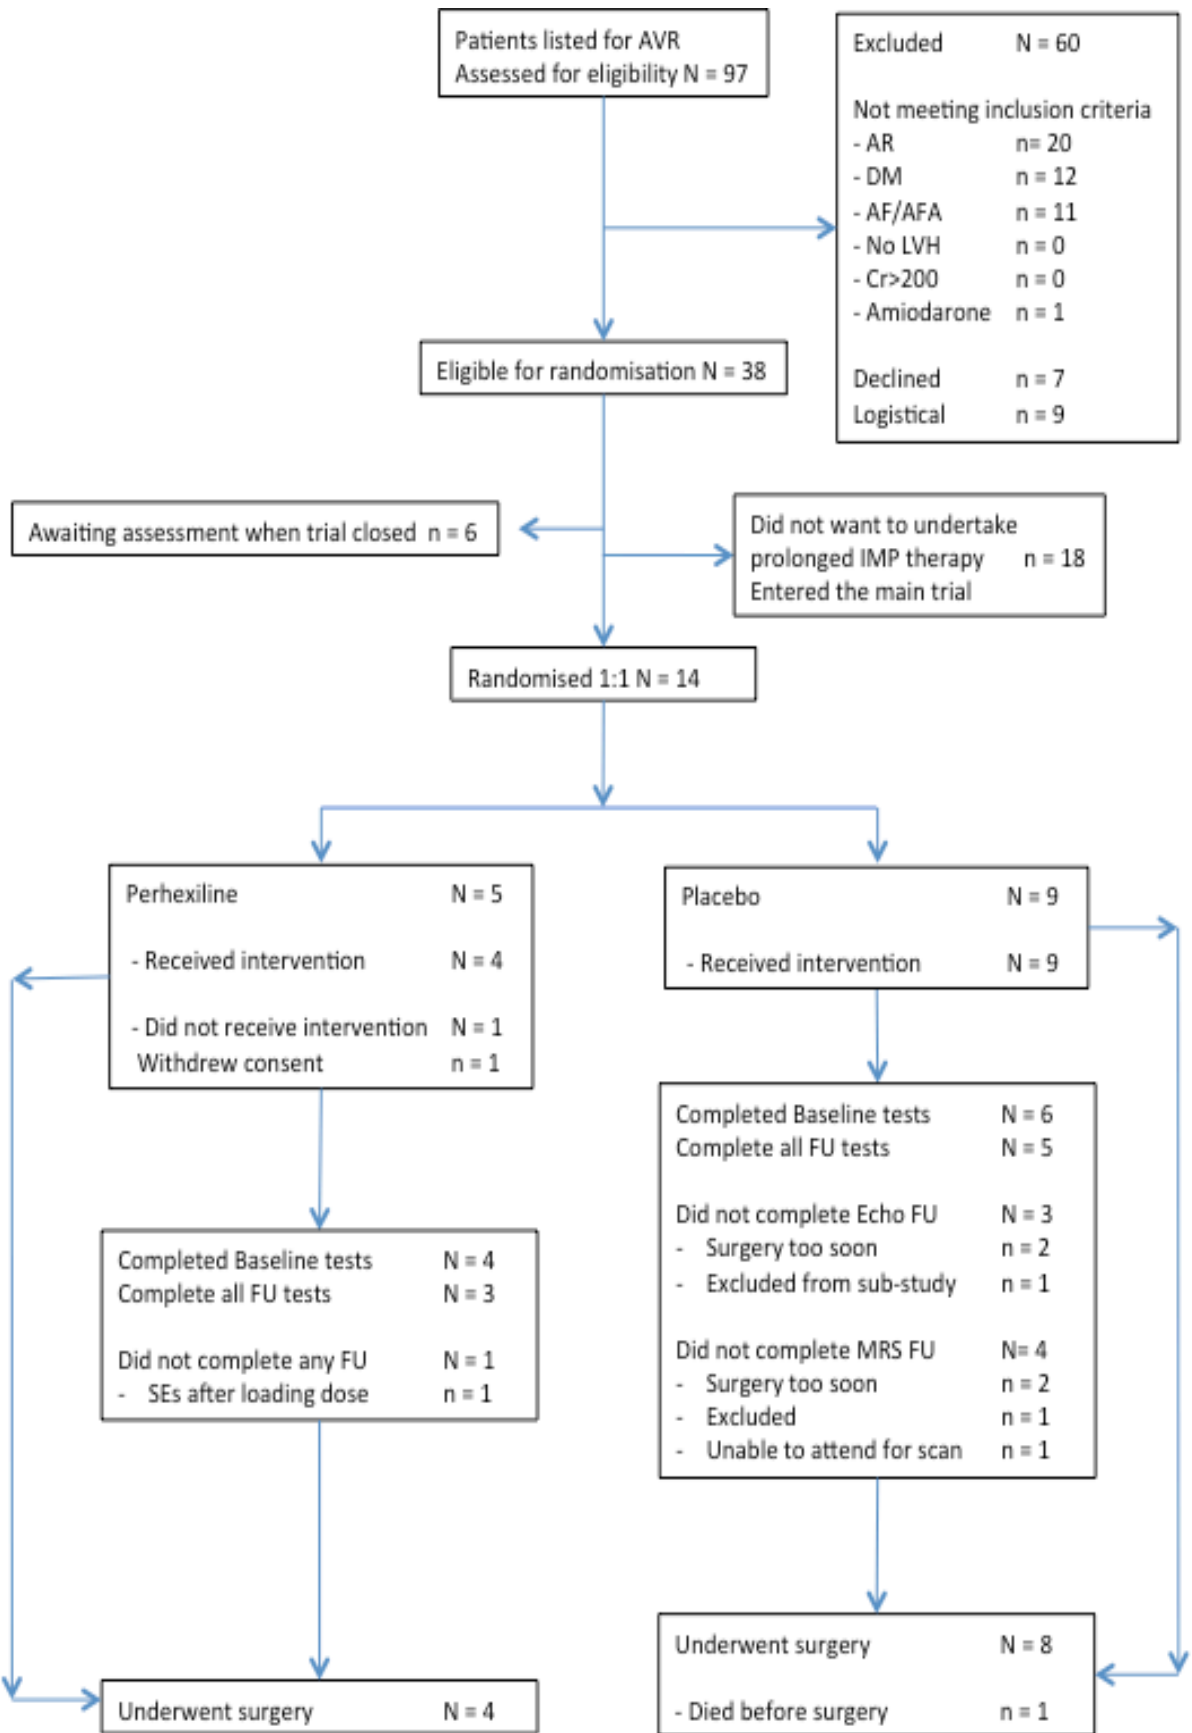 Patients listed for AVR
Assessed for eligibility N = 97
Excluded N = 60
Not meeting inclusion criteria
- AR n= 20
- DM n = 12
- AF/AFA n = 11
- No LVH n = 0
- Cr>200 n = 0
- Amiodarone n = 1
Declined n = 7
Logistical n = 9
Eligible for randomisation N = 38
Awaiting assessment when trial closed n = 6
Did not want to undertake
prolonged IMP therapy n = 18
Entered the main trial
Randomised 1:1 N = 14
Perhexiline N = 5
- Received intervention N = 4
- Did not receive intervention N = 1
Withdrew consent n = 1
Placebo N = 9
- Received intervention N = 9
Completed Baseline tests N = 4
Complete all FU tests N = 3
Did not complete any FU N = 1
- SEs after loading dose n = 1
Completed Baseline tests N = 6
Complete all FU tests N = 5
Did not complete Echo FU N = 3
- Surgery too soon n = 2
- Excluded from sub-study n = 1
Did not complete MRS FU N= 4
- Surgery too soon n = 2
- Excluded n = 1
- Unable to attend for scan n = 1
Underwent surgery N = 4
Underwent surgery N = 8
- Died before surgery n = 1